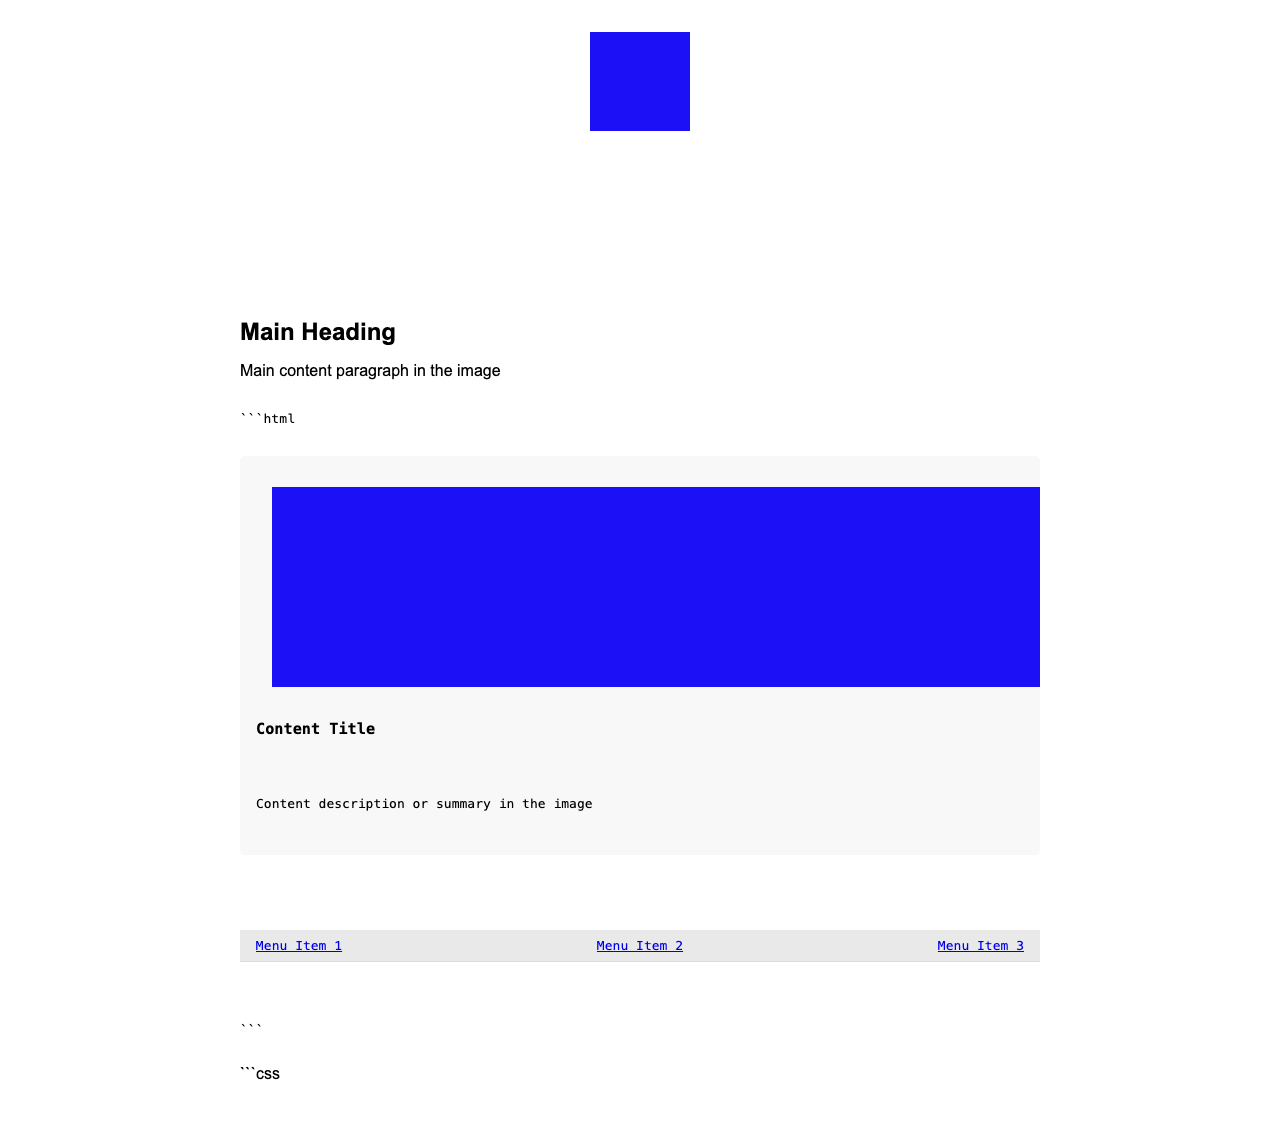 Main Heading
Main content paragraph in the image
```html
Content Title
Content description or summary in the image
Menu Item 1 Menu Item 2 Menu Item 3
```
```css